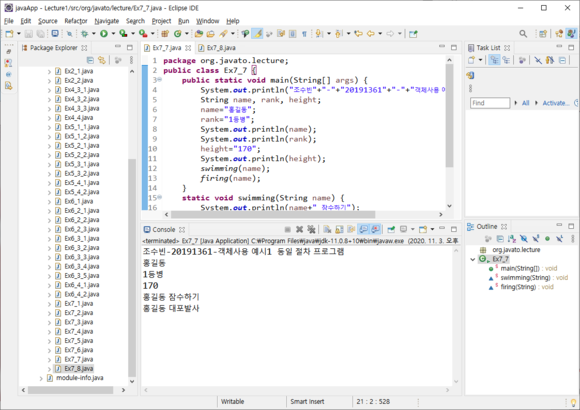 javaApp - Lecture1/src/org/javato/lecture/Ex7_7.java - Eclipse IDE
File Edit Source Refactor Navigate Search Project Run Window Help
Package Explorer
Ex2_1.java
Ex2_2.java
Ex4_3_1.java
Ex4_3_2.java
Ex4_3_3.java
Ex4_4.java
Ex5_1_1.java
Ex5_1_2.java
Ex5_2_1.java
Ex5_3_1.java
Ex5_3_2.java
Ex5_4_1.java
Ex5_4_2.java
Ex6_1.java
Ex6_2_1.java
Ex6_2_2.java
Ex6_3_1.java
Ex6_3_2.java
Ex6_3_3.java
Ex6_3_4.java
Ex6_3_5.java
Ex6_4_1.java
Ex6_4_2.java
Ex7_1.java
Ex7_2.java
Ex7_3.java
Ex7_4.java
Ex7_5.java
Ex7_6.java
Ex7_7.java
Ex7_8.java
module-info.java
Ex7_7.java Ex7_8.java
1 package org.javato.lecture;
2 public class Ex7_7 {
3 public static void main(String[] args) {
4 System.out.println("조수빈"+"-"+"20191361"+"-"+"객체사용 예
5 String name, rank, height;
6 name="홍길동";
7 rank="1등병";
8 System.out.println(name);
9 System.out.println(rank);
10 height="170";
11 System.out.println(height);
12 swimming(name);
13 firing(name);
14 }
15 static void swimming(String name) {
16 System.out.println(name+" 잠수하기");
Console
<terminated> Ex7_7 [Java Application] C:\Program Files\Java\jdk-11.0.8+10\bin\javaw.exe (2020. 11. 3. 오후
조수빈-20191361-객체사용 예시1 동일 절차 프로그램
홍길동
1등병
170
홍길동 잠수하기
홍길동 대포발사
Task List
Find All Activate...
Outline
org.javato.lecture
Ex7_7
main(String[]) : void
swimming(String) : void
firing(String) : void
Writable Smart Insert 21 : 2 : 528